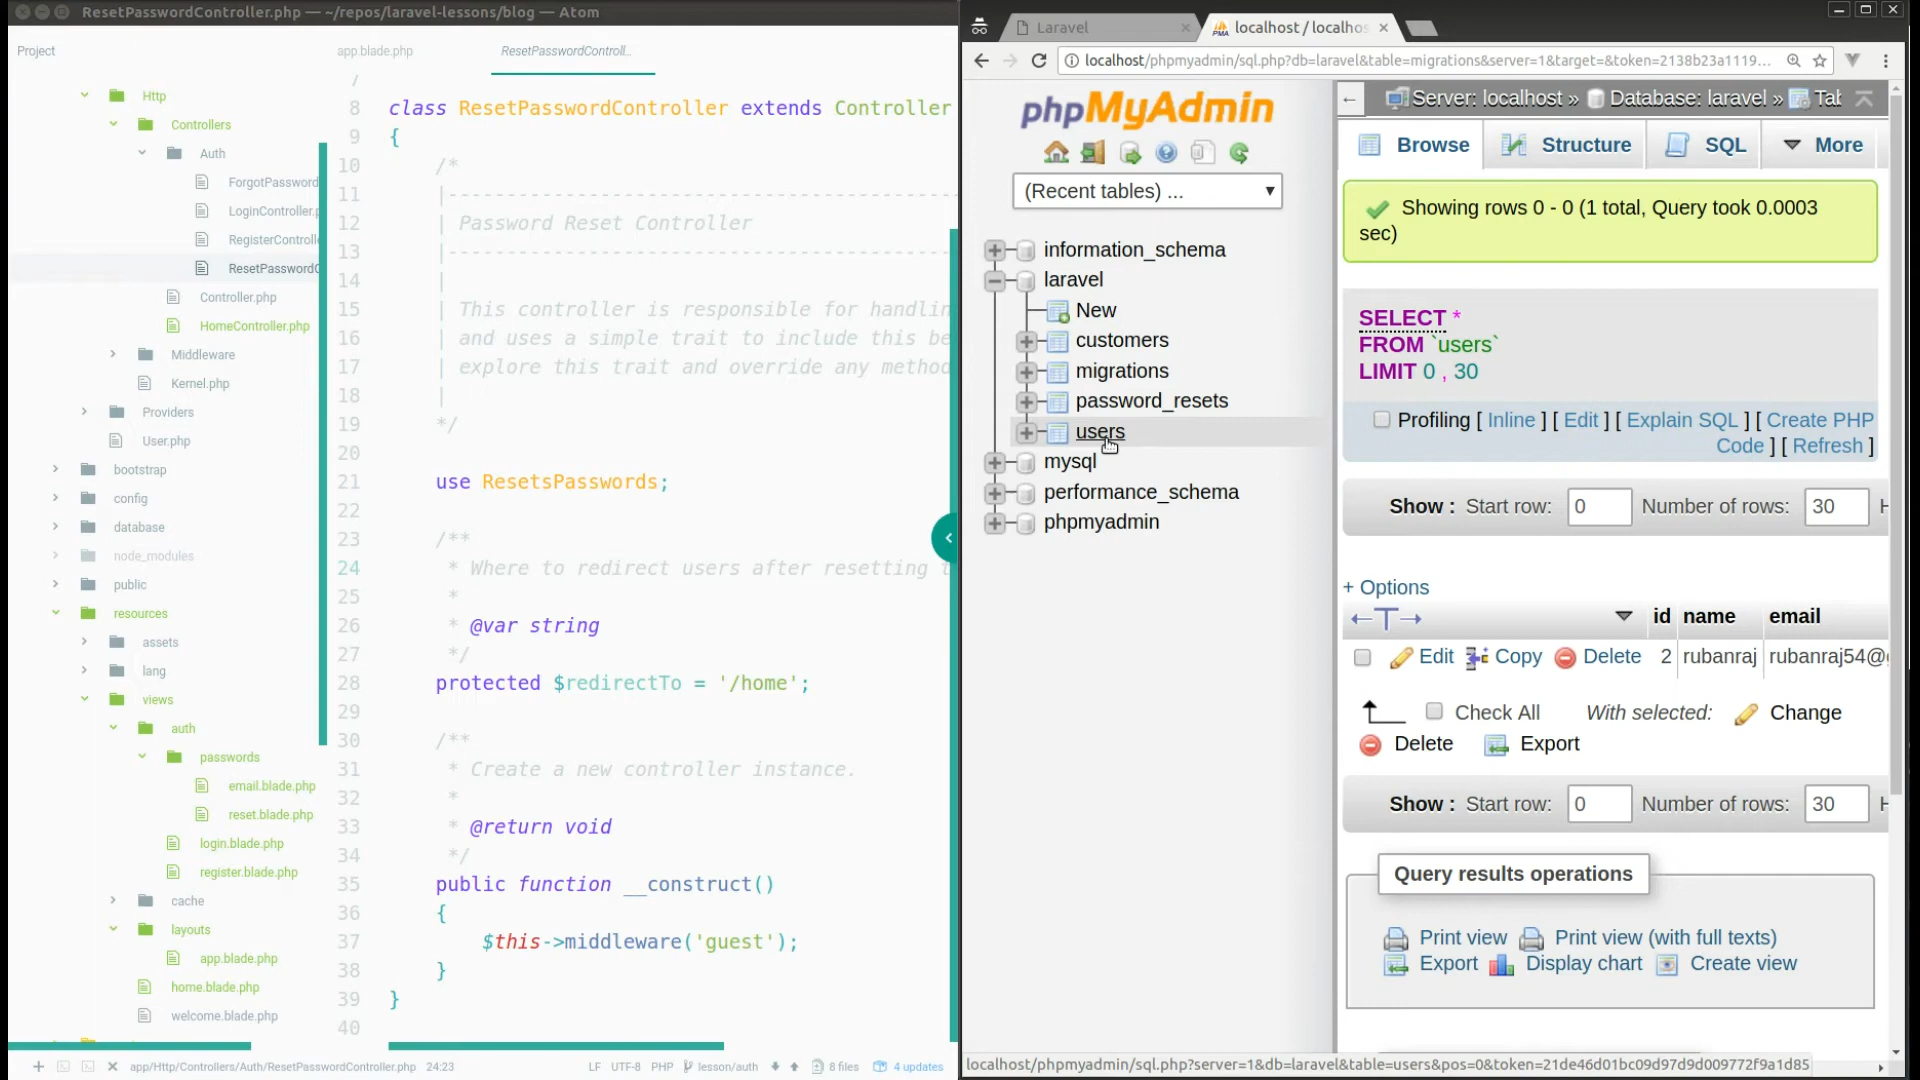 ResetPasswordController.php — ~/repos/laravel-lessons/blog — Atom
Project
app.blade.php
ResetPasswordControll...
Http
Controllers
Auth
ForgotPassword
LoginController.p
RegisterControlle
ResetPasswordC
Controller.php
HomeController.php
Middleware
Kernel.php
Providers
User.php
bootstrap
config
database
node_modules
public
resources
assets
lang
views
auth
passwords
email.blade.php
reset.blade.php
login.blade.php
register.blade.php
cache
layouts
app.blade.php
home.blade.php
welcome.blade.php
7
8 class ResetPasswordController extends Controller
9 {
10 /*
11 |--------------------------------------------
12 | Password Reset Controller
13 |--------------------------------------------
14 |
15 | This controller is responsible for handlin
16 | and uses a simple trait to include this be
17 | explore this trait and override any method
18 |
19 */
20
21 use ResetsPasswords;
22
23 /**
24 * Where to redirect users after resetting t
25 *
26 * @var string
27 */
28 protected $redirectTo = '/home';
29
30 /**
31 * Create a new controller instance.
32 *
33 * @return void
34 */
35 public function __construct()
36 {
37 $this->middleware('guest');
38 }
39 }
40
app/Http/Controllers/Auth/ResetPasswordController.php 24:23 LF UTF-8 PHP lesson/auth 8 files 4 updates
Laravel
localhost / localhos
localhost/phpmyadmin/sql.php?db=laravel&table=migrations&server=1&target=&token=2138b23a1119...
phpMyAdmin
(Recent tables) ...
information_schema
laravel
New
customers
migrations
password_resets
users
mysql
performance_schema
phpmyadmin
Server: localhost » Database: laravel » Tab
Browse Structure SQL More
Showing rows 0 - 0 (1 total, Query took 0.0003
sec)
SELECT *
FROM `users`
LIMIT 0 , 30
Profiling [ Inline ] [ Edit ] [ Explain SQL ] [ Create PHP
Code ] [ Refresh ]
Show : Start row: 0 Number of rows: 30 H
+ Options
id name email
Edit Copy Delete 2 rubanraj rubanraj54@
Check All With selected: Change
Delete Export
Show : Start row: 0 Number of rows: 30 H
Query results operations
Print view Print view (with full texts)
Export Display chart Create view
localhost/phpmyadmin/sql.php?server=1&db=laravel&table=users&pos=0&token=21de46d01bc09d97d9d009772f9a1d85